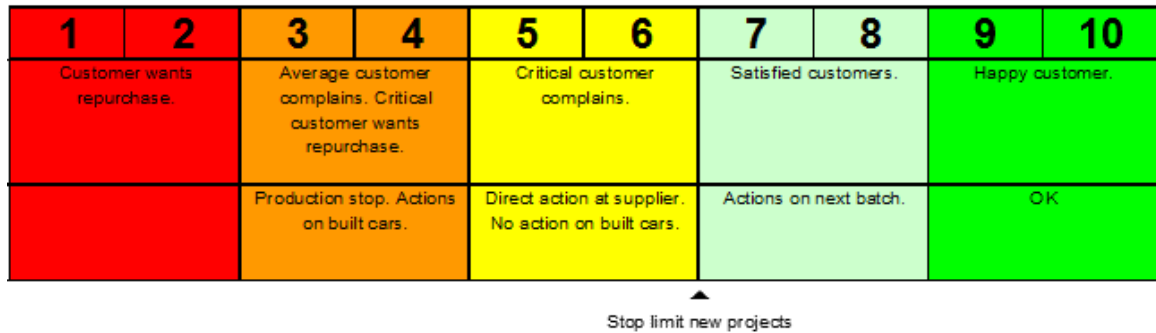 1 2 3 4 5 6 7 8 9 10
Customer wants
repurchase.
Average customer
complains. Critical
customer wants
repurchase.
Critical customer
complains.
Satisfied customers.
Happy customer.
Production stop. Actions
on built cars.
Direct action at supplier.
No action on built cars.
Actions on next batch.
OK
Stop limit new projects